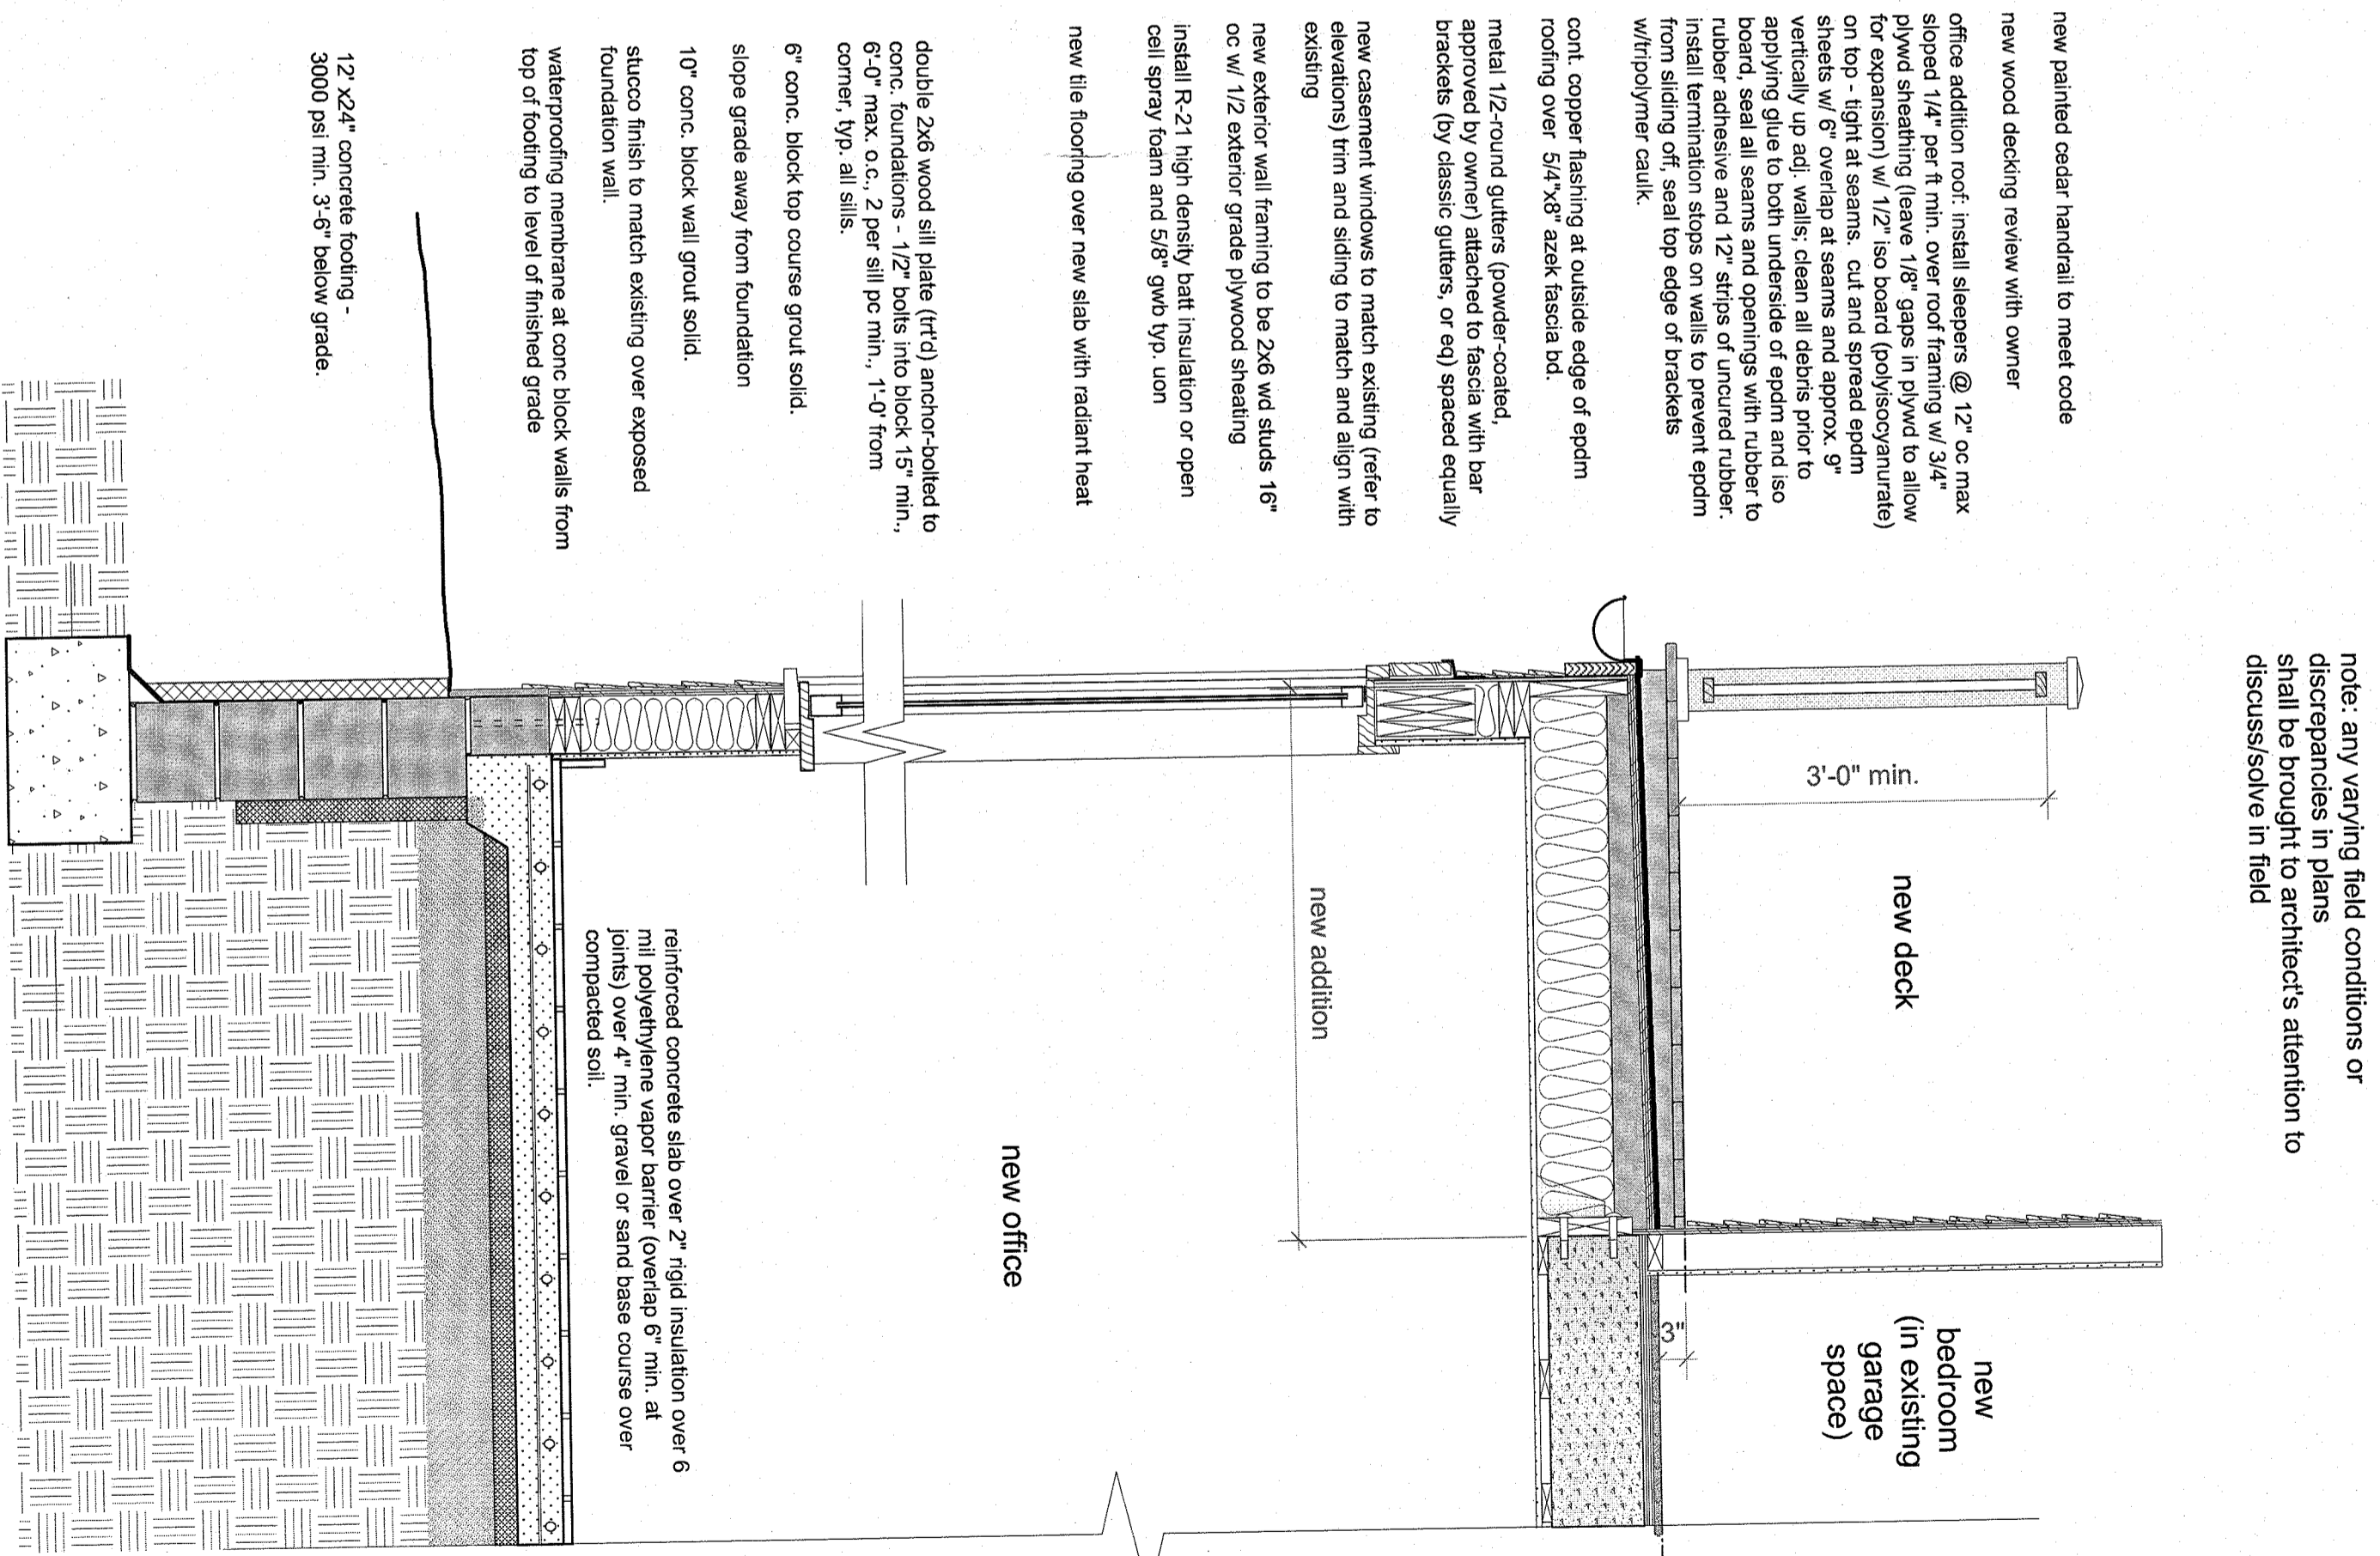 note: any varying field conditions or
discrepancies in plans
shall be brought to architect's attention to
discuss/solve in field
new painted cedar handrail to meet code
new wood decking review with owner
office addition roof: install sleepers @ 12" oc max
sloped 1/4" per ft min. over roof framing w/ 3/4"
plywd sheathing (leave 1/8" gaps in plywd to allow
for expansion) w/ 1/2" iso board (polyisocyanurate)
on top - tight at seams. cut and spread epdm
sheets w/ 6" overlap at seams and approx. 9"
vertically up adj. walls; clean all debris prior to
applying glue to both underside of epdm and iso
board, seal all seams and openings with rubber to
rubber adhesive and 12" strips of uncured rubber.
install termination stops on walls to prevent epdm
from sliding off, seal top edge of brackets
w/tripolymer caulk.
cont. copper flashing at outside edge of epdm
roofing over 5/4"x8" azek fascia bd.
metal 1/2-round gutters (powder-coated,
approved by owner) attached to fascia with bar
brackets (by classic gutters, or eq) spaced equally
new casement windows to match existing (refer to
elevations) trim and siding to match and align with
existing
new exterior wall framing to be 2x6 wd studs 16"
oc w/ 1/2 exterior grade plywood sheating
install R-21 high density batt insulation or open
cell spray foam and 5/8" gwb typ. uon
new tile flooring over new slab with radiant heat
double 2x6 wood sill plate (trt'd) anchor-bolted to
conc. foundations - 1/2" bolts into block 15" min.,
6'-0" max. o.c., 2 per sill pc min., 1'-0' from
corner, typ. all sills.
6" conc. block top course grout solid.
slope grade away from foundation
10" conc. block wall grout solid.
stucco finish to match existing over exposed
foundation wall.
waterproofing membrane at conc block walls from
top of footing to level of finished grade
12' x24" concrete footing -
3000 psi min. 3'-6" below grade.
3'-0" min.
new deck
new
bedroom
(in existing
garage
space)
3"
new addition
new office
reinforced concrete slab over 2" rigid insulation over 6
mil polyethylene vapor barrier (overlap 6" min. at
joints) over 4" min. gravel or sand base course over
compacted soil.